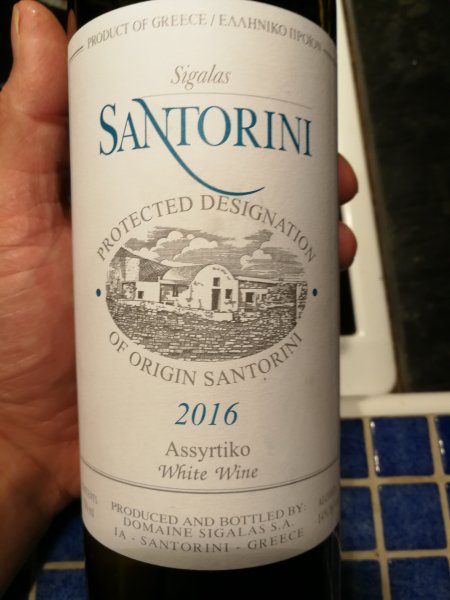 PRODUCT OF GREECE / ΕΛΛΗΝΙΚΟ ΠΡΟΪΟΝ
Sigalas
SANTORINI
PROTECTED DESIGNATION
OF ORIGIN SANTORINI
2016
Assyrtiko
White Wine
PRODUCED AND BOTTLED BY:
DOMAINE SIGALAS S.A.
IA - SANTORINI - GREECE